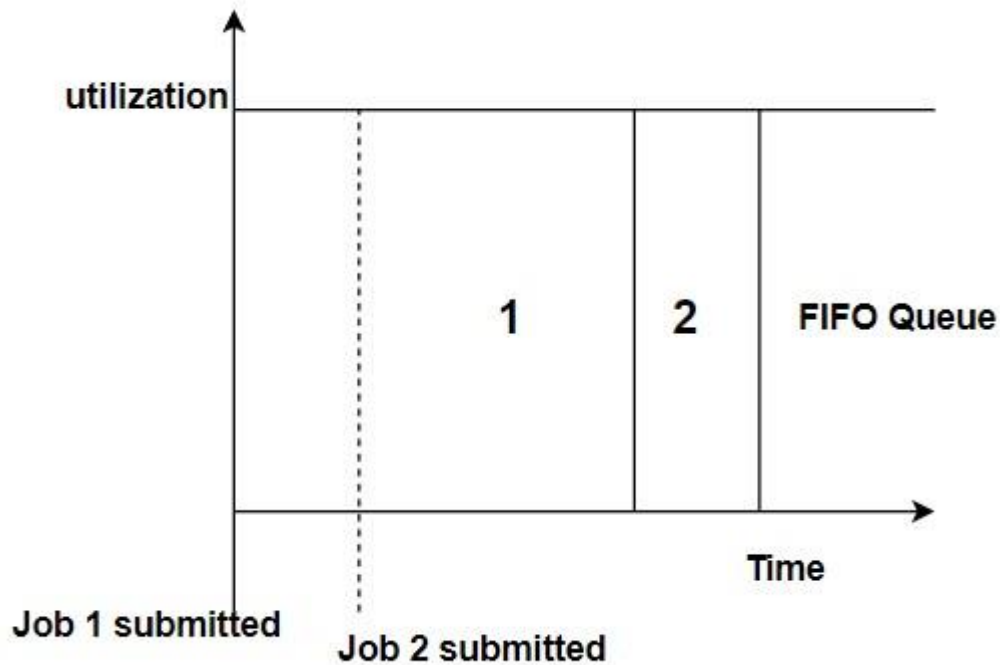 utilization
1
2
FIFO Queue
Time
Job 1 submitted
Job 2 submitted